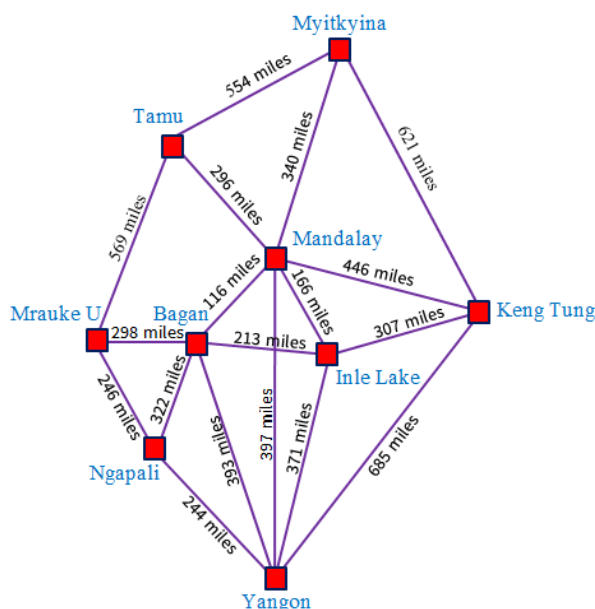 Myitkyina
554 miles
Tamu
340 miles
621 miles
296 miles
569 miles
Mandalay
446 miles
116 miles
166 miles
Mrauke U
Bagan
Keng Tung
298 miles
213 miles
307 miles
Inle Lake
246 miles
322 miles
393 miles
397 miles
371 miles
685 miles
Ngapali
244 miles
Yangon